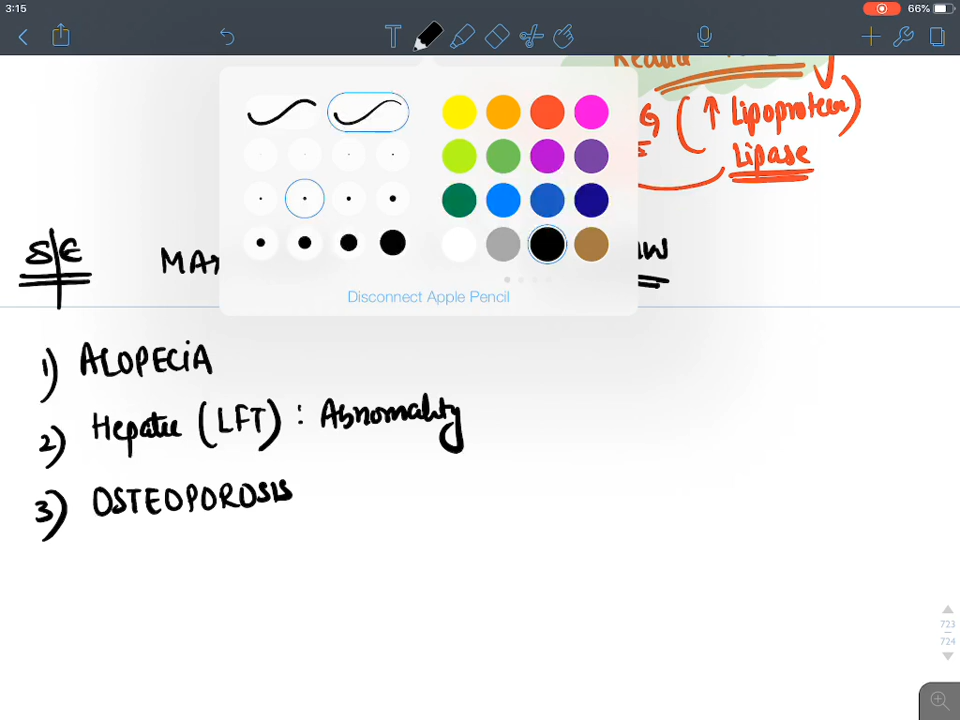 3:15
66%
T
G ( ↑ Lipoprotein )
Lipase
S/E
1) ALOPECIA
2) Hepatic (LFT) : Abnormality
3) OSTEOPOROSIS
Disconnect Apple Pencil
723
724